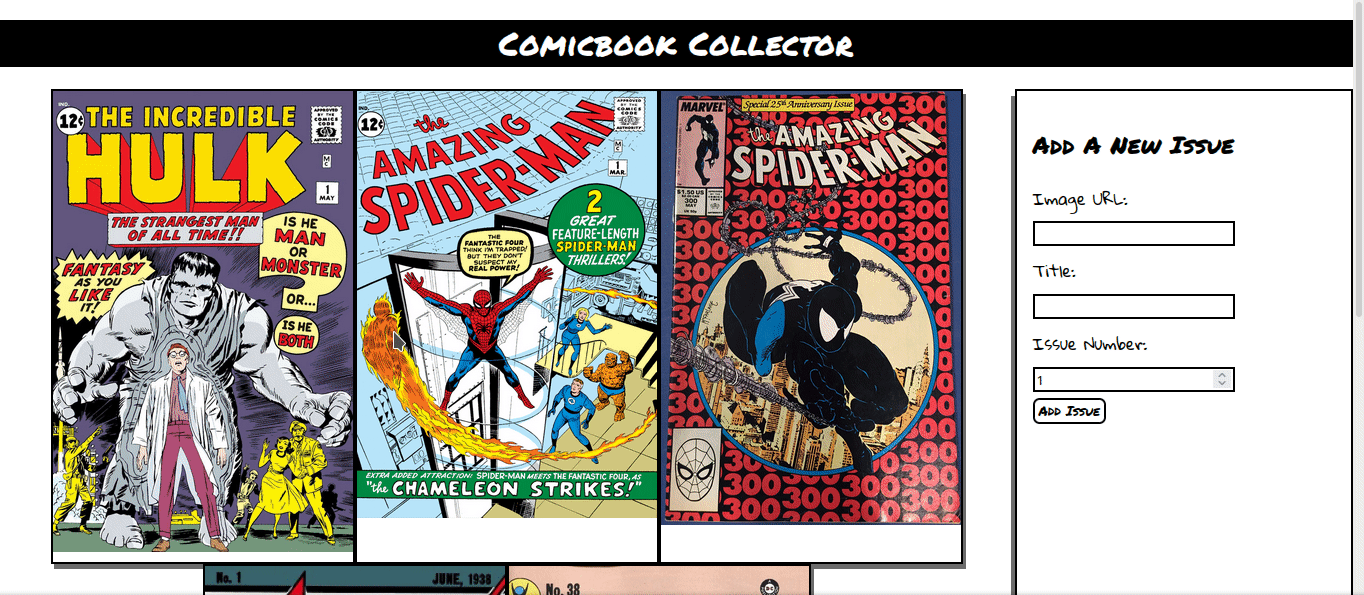 Comicbook Collector
IND.
12¢
THE INCREDIBLE
HULK
APPROVED
BY THE
COMICS
CODE
AUTHORITY
M
C
1
MAY
THE STRANGEST MAN
OF ALL TIME!!
IS HE
MAN
OR
MONSTER
OR...
IS HE
BOTH
FANTASY
AS YOU
LIKE
IT!
IND.
12¢
the
AMAZING
SPIDER-MAN
APPROVED
BY THE
COMICS
CODE
AUTHORITY
M
C
1
MAR.
2
GREAT
FEATURE-LENGTH
SPIDER-MAN
THRILLERS!
THE
FANTASTIC FOUR
THINK I'M TRAPPED!
BUT THEY DON'T
SUSPECT MY
REAL POWER!
EXTRA ADDED ATTRACTION: SPIDER-MAN MEETS THE FANTASTIC FOUR, AS
"the CHAMELEON STRIKES!"
MARVEL
Special 25th Anniversary Issue
the AMAZING
SPIDER-MAN
$1.50 US
300
MAY
300
No. 1
JUNE, 1938
No. 38
DC
Add A New Issue
Image URL:
Title:
Issue Number:
1
Add Issue